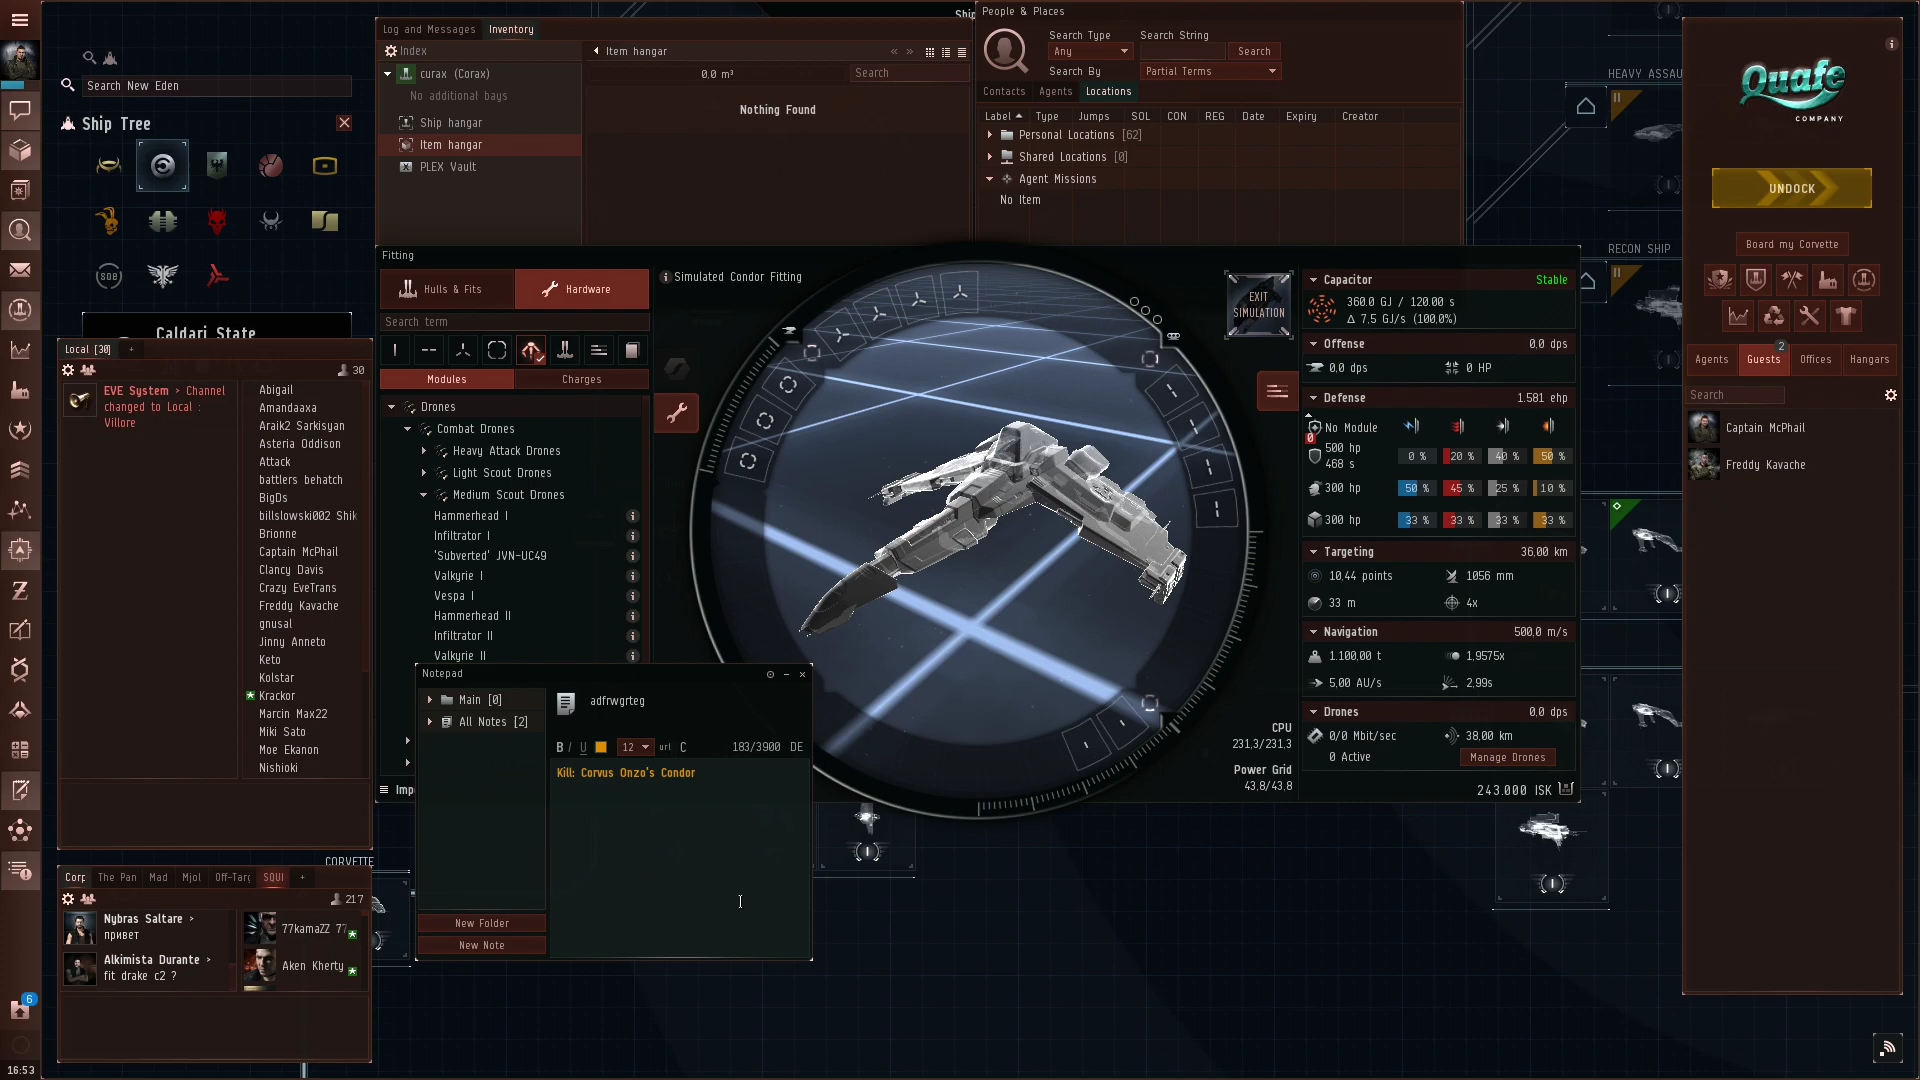 Ship
Search New Eden
Ship Tree
Caldari State
Log and Messages
Inventory
Index
curax (Corax)
No additional bays
Ship hangar
Item hangar
PLEX Vault
Item hangar
0.0 m³
Search
Nothing Found
People & Places
Search Type
Search String
Any
Search
Search By
Partial Terms
Contacts
Agents
Locations
Label
Type
Jumps
SOL
CON
REG
Date
Expiry
Creator
Personal Locations [62]
Shared Locations [0]
Agent Missions
No Item
HEAVY ASSAU
RECON SHIP
Quafe
COMPANY
UNDOCK
Board my Corvette
2
Agents
Guests
Offices
Hangars
Search
Captain McPhail
Freddy Kavache
Local [30]
+
30
EVE System > Channel
changed to Local :
Villore
Abigail
Amandaaxa
Araik2 Sarkisyan
Asteria Oddison
Attack
battlers behatch
BigDs
billslowski002 Shik
Brionne
Captain McPhail
Clancy Davis
Crazy EveTrans
Freddy Kavache
gnusal
Jinny Anneto
Keto
Kolstar
Krackor
Marcin Max22
Miki Sato
Moe Ekanon
Nishioki
Fitting
Hulls & Fits
Hardware
Search term
Modules
Charges
Drones
Combat Drones
Heavy Attack Drones
Light Scout Drones
Medium Scout Drones
Hammerhead I
Infiltrator I
'Subverted' JVN-UC49
Valkyrie I
Vespa I
Hammerhead II
Infiltrator II
Valkyrie II
Imp
Simulated Condor Fitting
EXIT
SIMULATION
CPU
231,3/231,3
Power Grid
43,8/43,8
Capacitor
Stable
360.0 GJ / 120.00 s
Δ 7,5 GJ/s (100,0%)
Offense
0,0 dps
0,0 dps
0 HP
Defense
1.581 ehp
No Module
0
500 hp
468 s
0 %
20 %
40 %
50 %
300 hp
50 %
45 %
25 %
10 %
300 hp
33 %
33 %
33 %
33 %
Targeting
36,00 km
10,44 points
1056 mm
33 m
4x
Navigation
500,0 m/s
1.100,00 t
1,9575x
5,00 AU/s
2,99s
Drones
0,0 dps
0/0 Mbit/sec
38,00 km
0 Active
Manage Drones
243.000 ISK
Notepad
Main [0]
All Notes [2]
New Folder
New Note
adfrwgrteg
B
I
U
12
url
C
183/3900
DE
Kill: Corvus Onzo's Condor
CORVETTE
Corp
The Pan
Mad
Mjol
Off-Targ
SQUI
+
217
Nybras Saltare >
привет
Alkimista Durante >
fit drake c2 ?
77kamaZZ 77
Aken Kherty
6
16:53